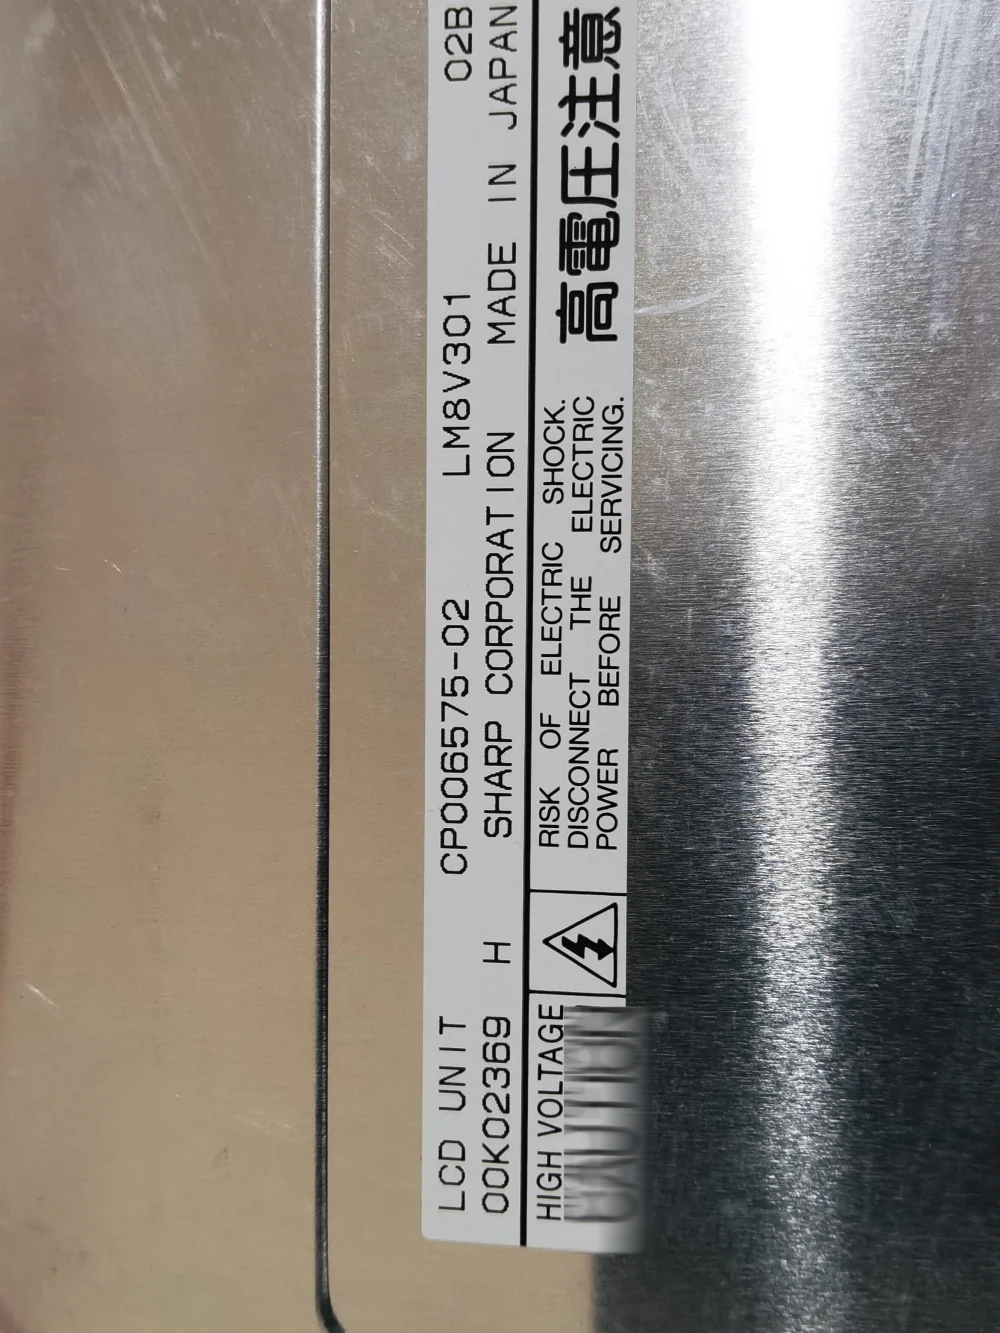 LCD UNIT CP006575-02 LM8V301 02B
00K02369 H SHARP CORPORATION MADE IN JAPAN
HIGH VOLTAGE
RISK OF ELECTRIC SHOCK.
DISCONNECT THE ELECTRIC
POWER BEFORE SERVICING.
高電圧注意